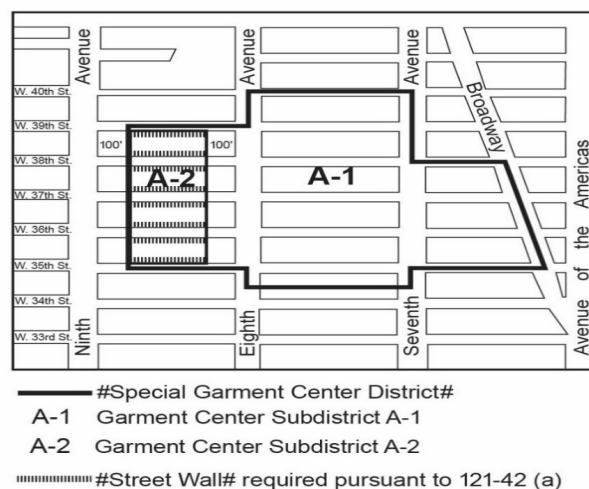 Avenue
Avenue
Avenue
W. 40th St.
W. 39th St.
W. 38th St.
W. 37th St.
W. 36th St.
W. 35th St.
W. 34th St.
W. 33rd St.
100'
100'
A-2
A-1
Broadway
Ninth
Eighth
Seventh
Avenue of the Americas
#Special Garment Center District#
A-1 Garment Center Subdistrict A-1
A-2 Garment Center Subdistrict A-2
#Street Wall# required pursuant to 121-42 (a)